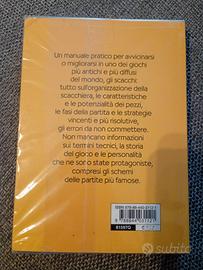 Un manuale pratico per avvicinarsi
o migliorarsi in uno dei giochi
più antichi e più diffusi
del mondo, gli scacchi:
tutto sull'organizzazione della
scacchiera, le caratteristiche
e le potenzialità dei pezzi,
le fasi della partita e le strategie
vincenti e più risolutive,
gli errori da non commettere.
Non mancano informazioni
sui termini tecnici, la storia
del gioco e le personalità
che ne sono state protagoniste,
compresi gli schemi
delle partite più famose.
81597Q
subito